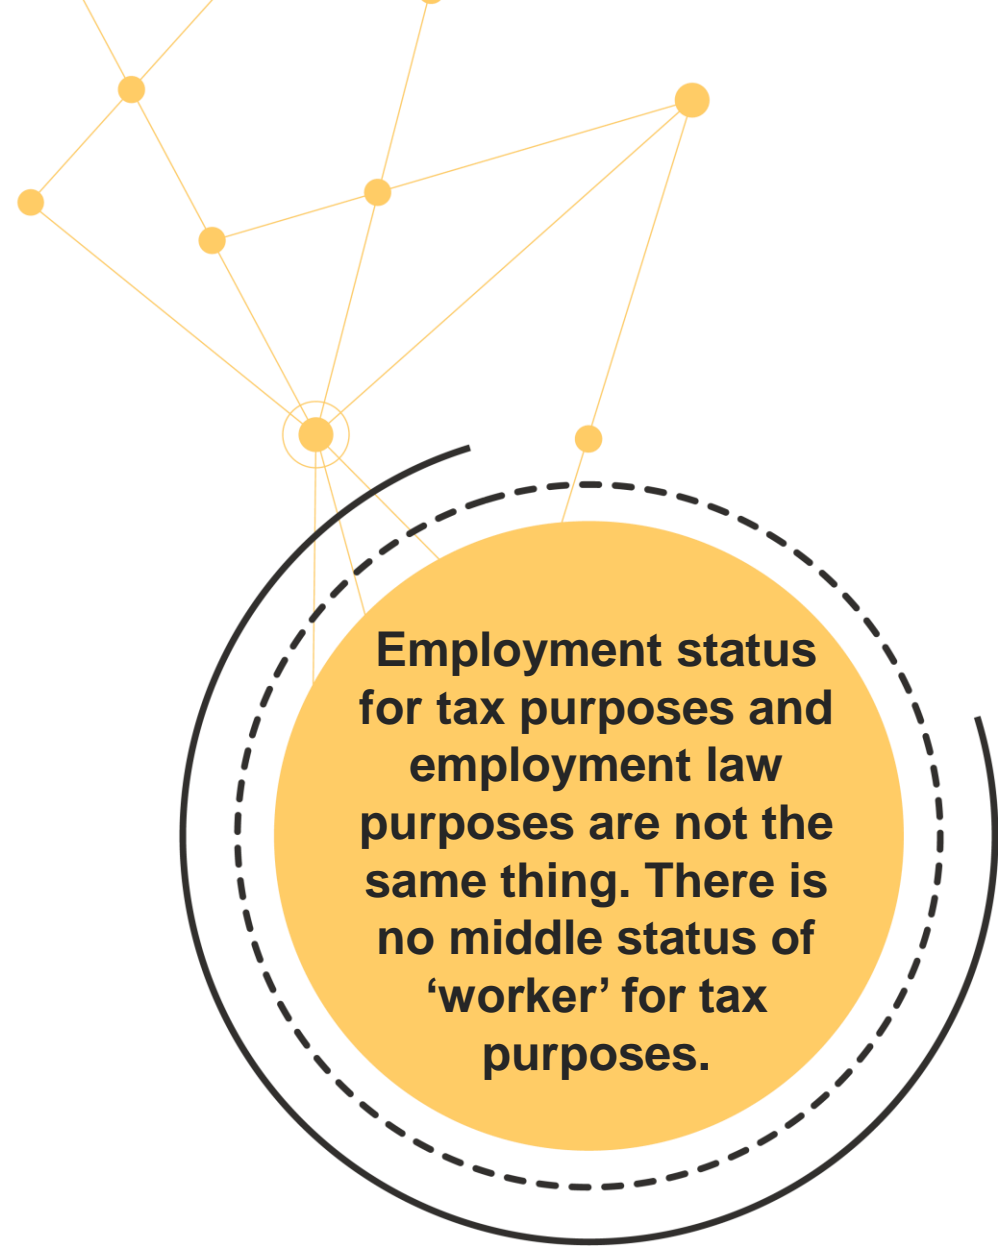 Employment status
for tax purposes and
employment law
purposes are not the
same thing. There is
no middle status of
‘worker’ for tax
purposes.